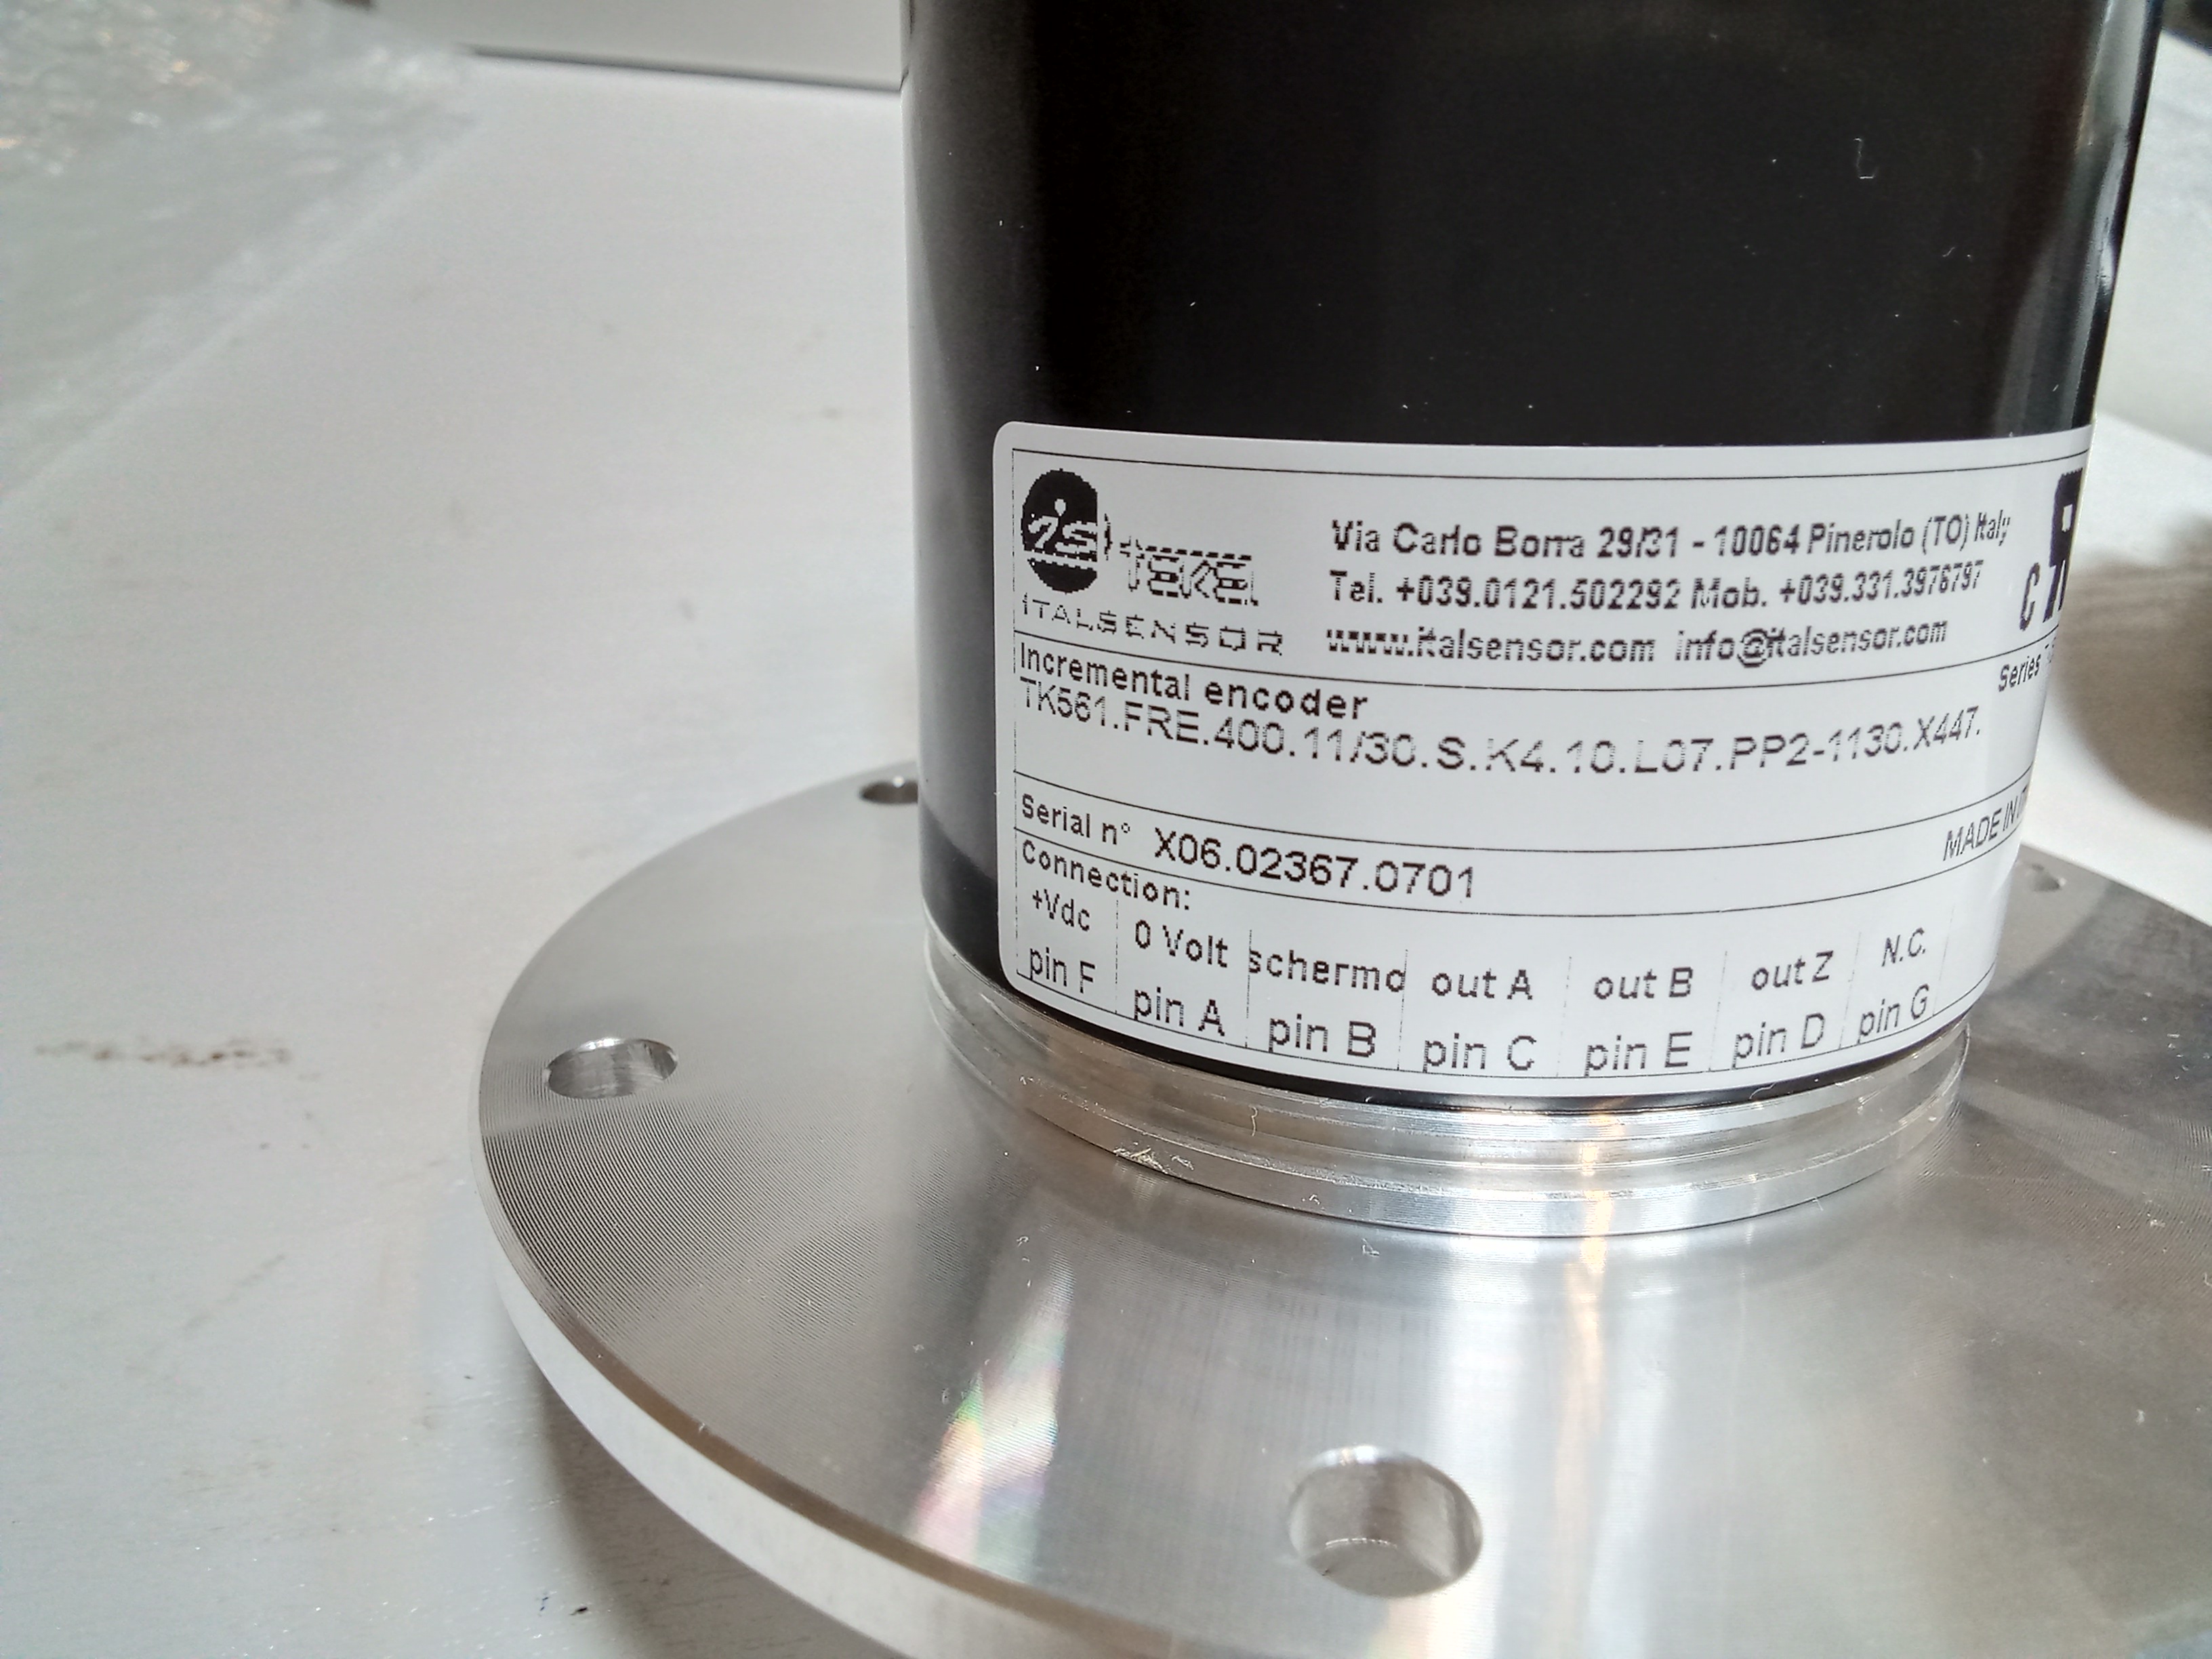 is tekel
ITALSENSOR
Via Carlo Borra 29/31 - 10064 Pinerolo (TO) Italy
Tel. +039.0121.502292 Mob. +039.331.3976797
www.italsensor.com info@italsensor.com
Series
Incremental encoder
TK561.FRE.400.11/30.S.K4.10.L07.PP2-1130.X447.
Serial n° X06.02367.0701
MADE IN
Connection:
+Vdc 0 Volt schermo out A out B out Z N.C.
pin F pin A pin B pin C pin E pin D pin G